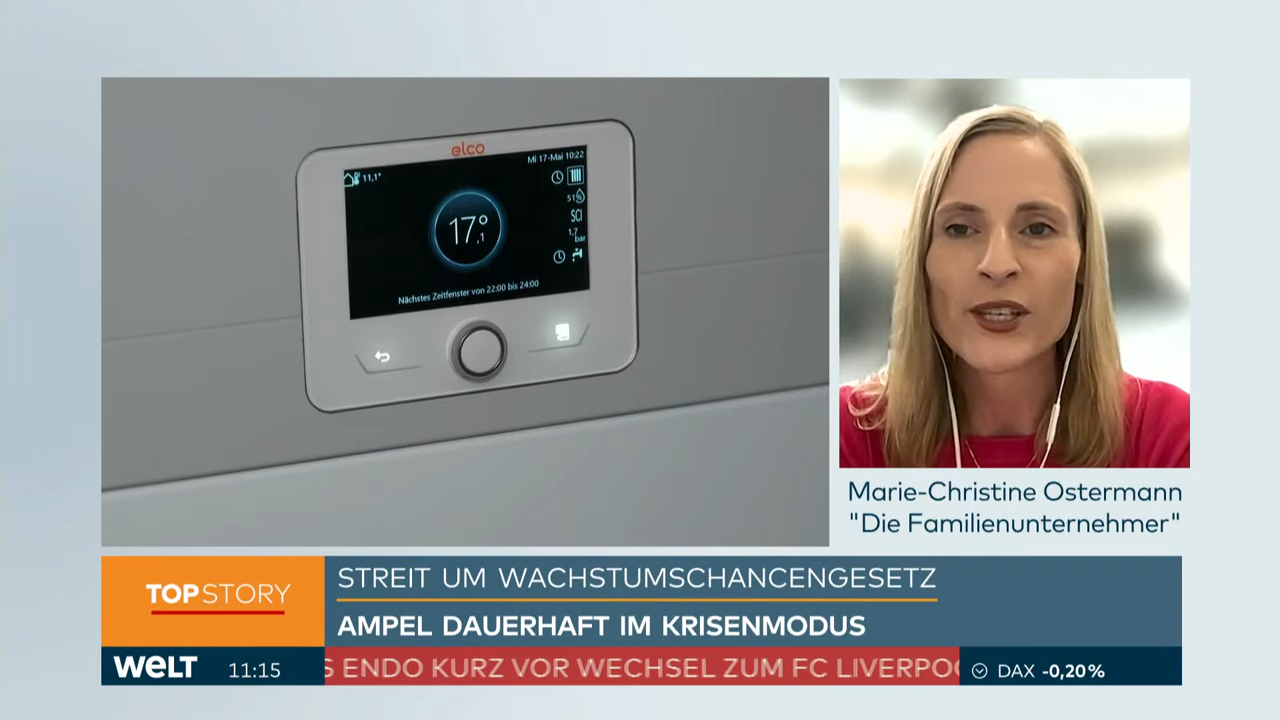 elco
Mi 17-Mai 10:22
11,1°
51%
SCI
17°,1
1,7 bar
Nächstes Zeitfenster von 22:00 bis 24:00
Marie-Christine Ostermann
"Die Familienunternehmer"
TOPSTORY
STREIT UM WACHSTUMSCHANCENGESETZ
AMPEL DAUERHAFT IM KRISENMODUS
WELT 11:15
S ENDO KURZ VOR WECHSEL ZUM FC LIVERPOO
DAX -0,20%